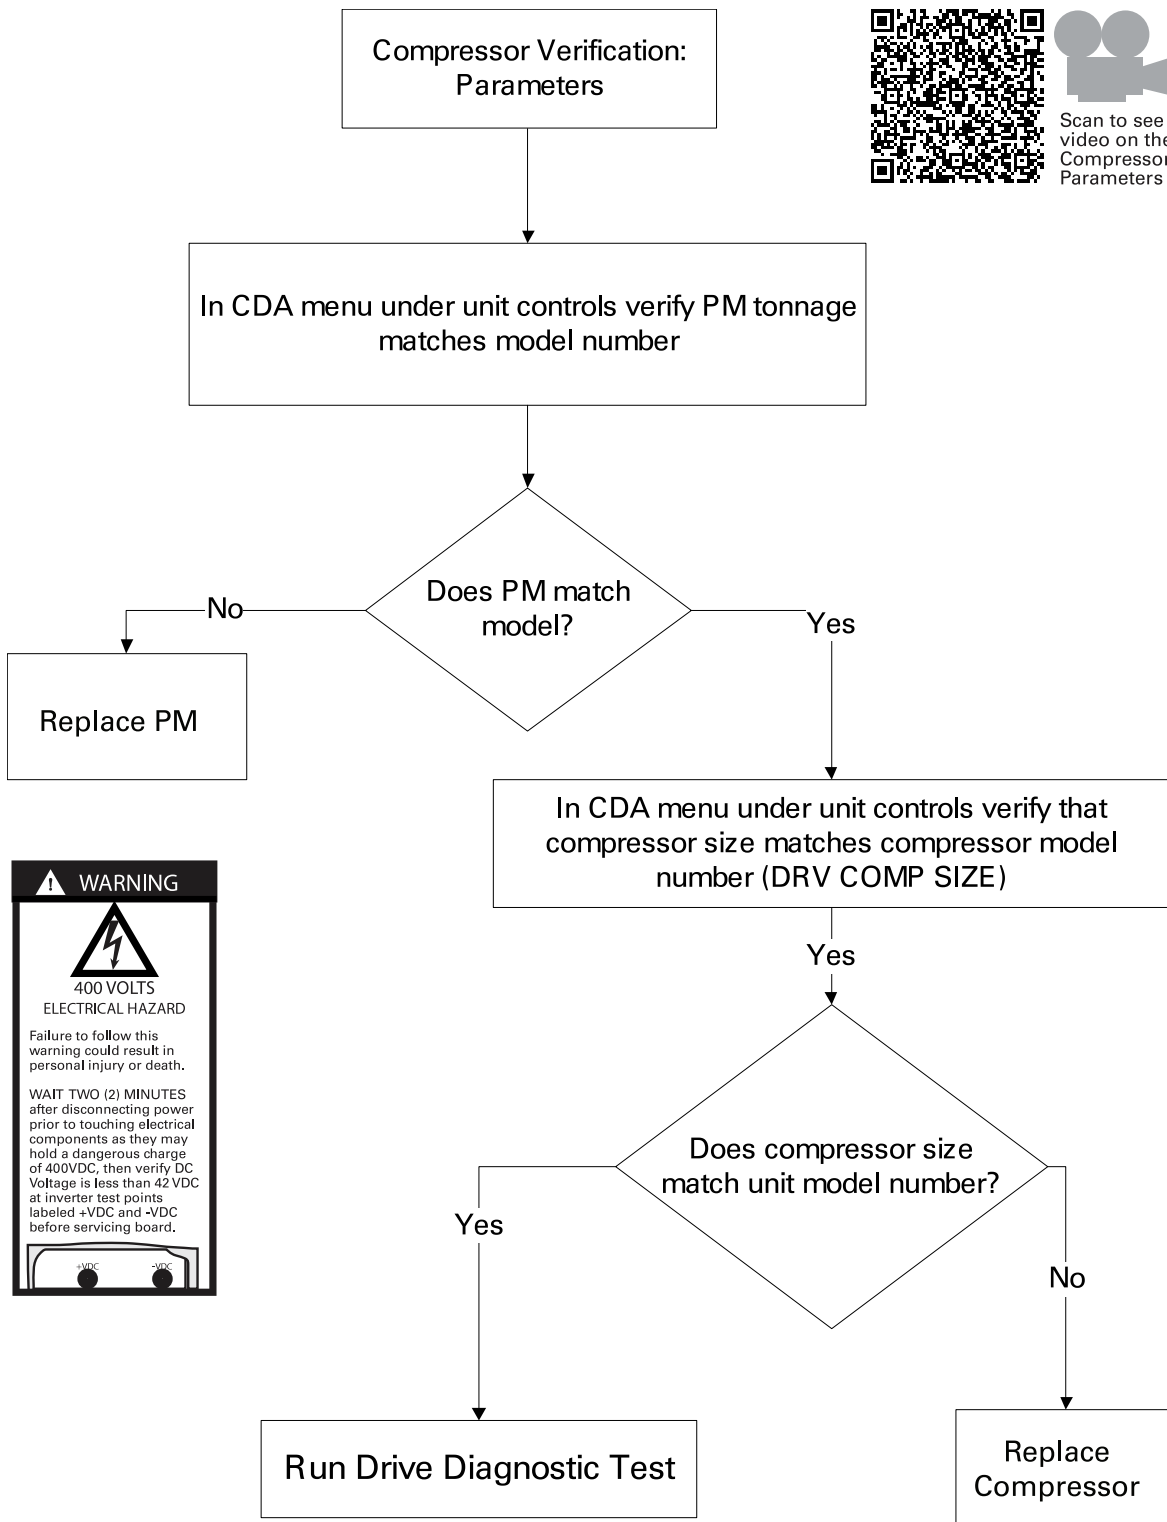 Compressor Verification:
Parameters
Scan to see
video on the
Compressor
Parameters
In CDA menu under unit controls verify PM tonnage
matches model number
Does PM match
model?
No
Yes
Replace PM
In CDA menu under unit controls verify that
compressor size matches compressor model
number (DRV COMP SIZE)
Yes
WARNING
400 VOLTS
ELECTRICAL HAZARD
Failure to follow this
warning could result in
personal injury or death.
WAIT TWO (2) MINUTES
after disconnecting power
prior to touching electrical
components as they may
hold a dangerous charge
of 400VDC, then verify DC
Voltage is less than 42 VDC
at inverter test points
labeled +VDC and -VDC
before servicing board.
+VDC
-VDC
Does compressor size
match unit model number?
Yes
No
Run Drive Diagnostic Test
Replace
Compressor